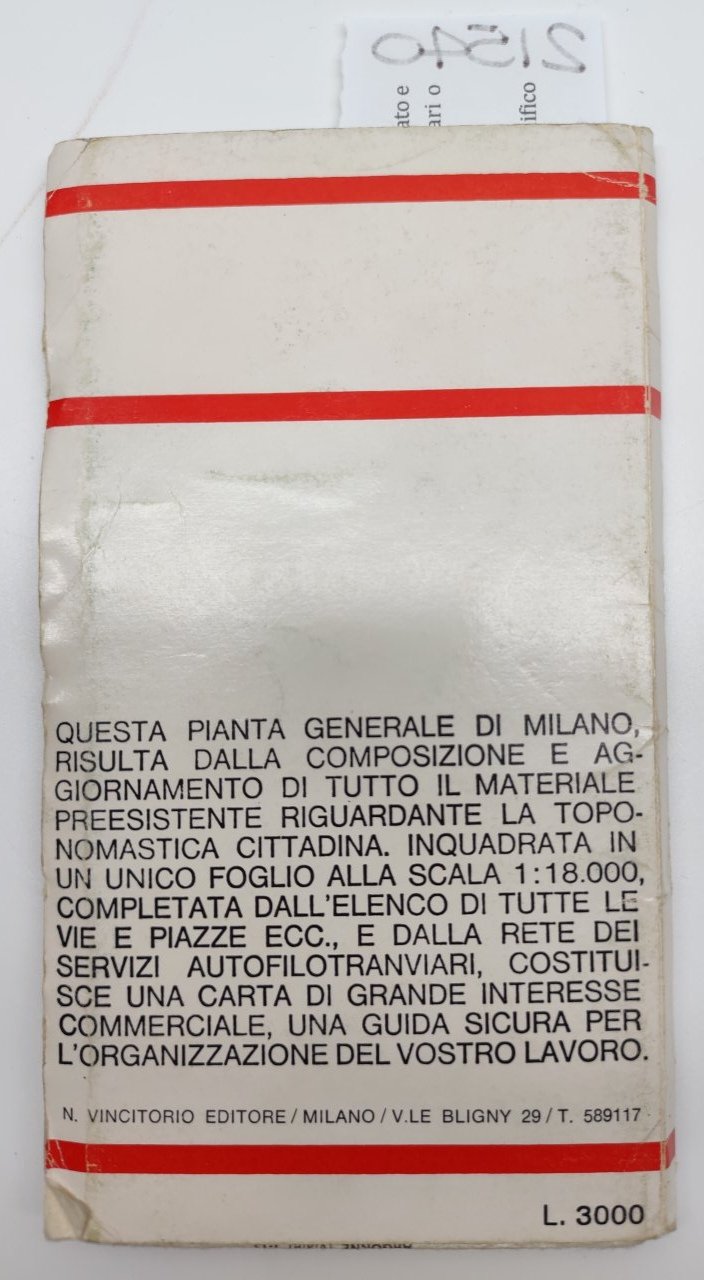 21540
ato e
ari o
ifico
QUESTA PIANTA GENERALE DI MILANO,
RISULTA DALLA COMPOSIZIONE E AG-
GIORNAMENTO DI TUTTO IL MATERIALE
PREESISTENTE RIGUARDANTE LA TOPO-
NOMASTICA CITTADINA. INQUADRATA IN
UN UNICO FOGLIO ALLA SCALA 1:18.000,
COMPLETATA DALL'ELENCO DI TUTTE LE
VIE E PIAZZE ECC., E DALLA RETE DEI
SERVIZI AUTOFILOTRANVIARI, COSTITUI-
SCE UNA CARTA DI GRANDE INTERESSE
COMMERCIALE, UNA GUIDA SICURA PER
L'ORGANIZZAZIONE DEL VOSTRO LAVORO.
N. VINCITORIO EDITORE / MILANO / V.LE BLIGNY 29 / T. 589117
L. 3000